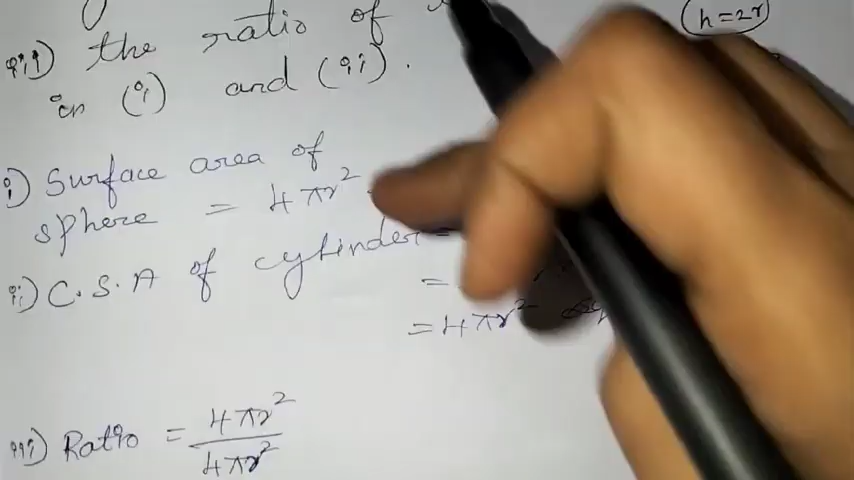 (h=2r)
iii) the ratio of
in (i) and (ii).
i) Surface area of
sphere = 4πr²
ii) C.S.A of cylinder =
=
= 4πr²
iii) Ratio = 4πr²
4πr²